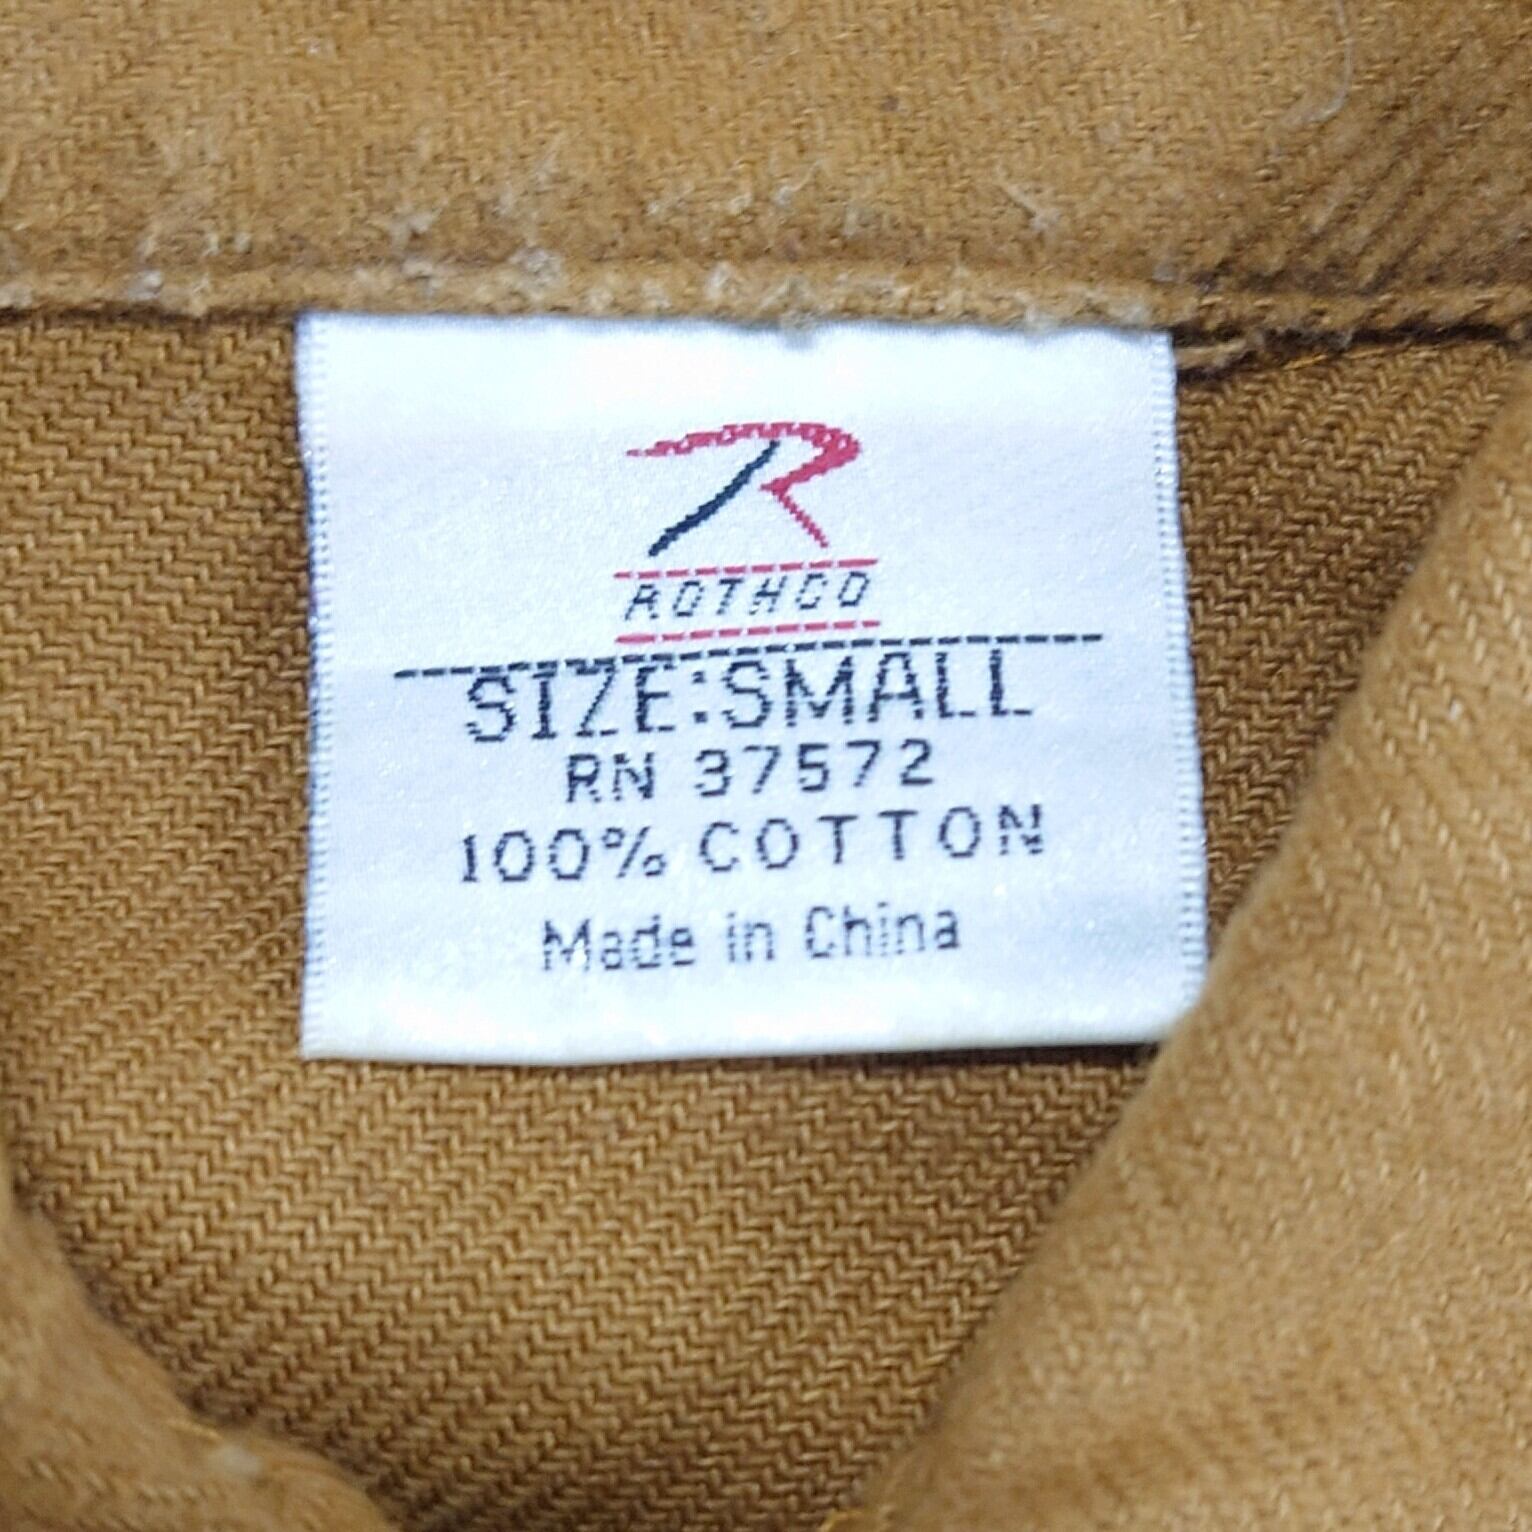 R
ROTHCO
SIZE:SMALL
RN 37572
100% COTTON
Made in China